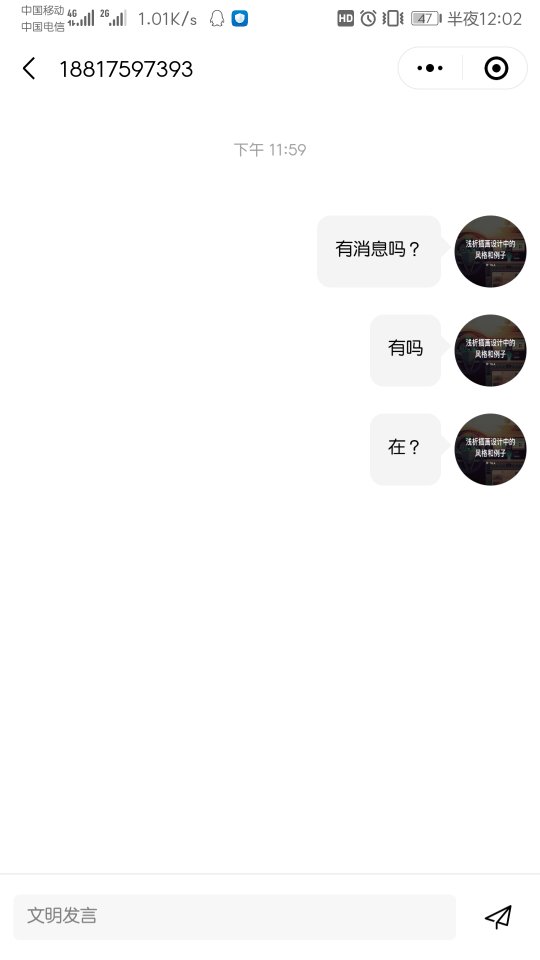 中国移动 4G 2G 1.01K/s HD 47 半夜12:02
中国电信
18817597393
下午 11:59
有消息吗？
浅析插画设计中的
风格和例子
有吗
浅析插画设计中的
风格和例子
在？
浅析插画设计中的
风格和例子
文明发言